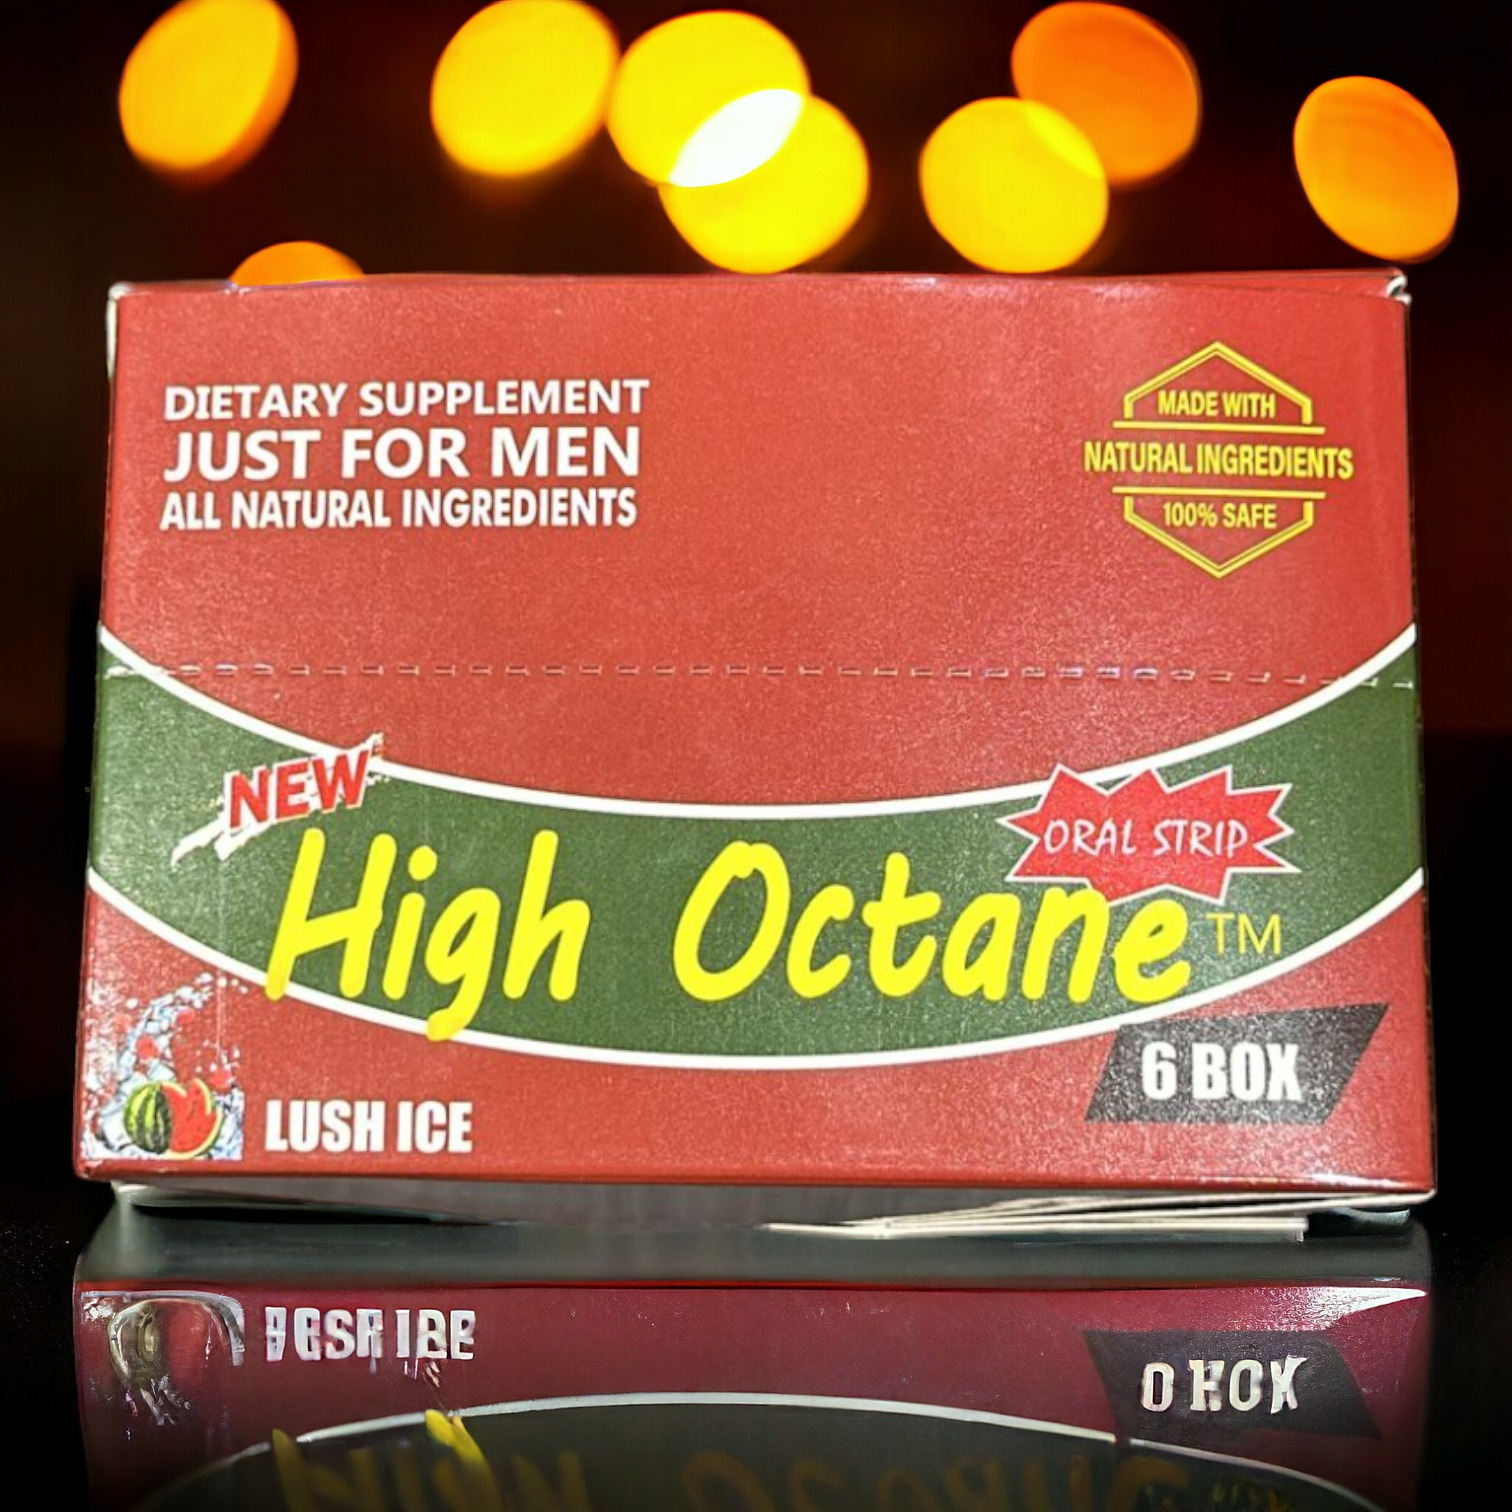 DIETARY SUPPLEMENT
JUST FOR MEN
ALL NATURAL INGREDIENTS
MADE WITH
NATURAL INGREDIENTS
100% SAFE
NEW
ORAL STRIP
High Octane™
6 BOX
LUSH ICE